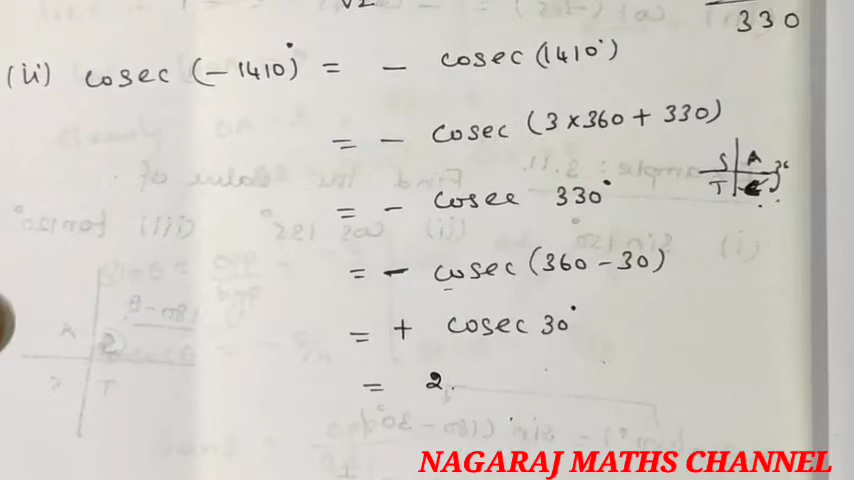 √2
330
(ii) cosec (-1410°) = - cosec (1410°)
= - cosec (3 × 360 + 330)
S A
T C
= - cosec 330°
= - cosec (360 - 30)
= + cosec 30°
= 2.
NAGARAJ MATHS CHANNEL